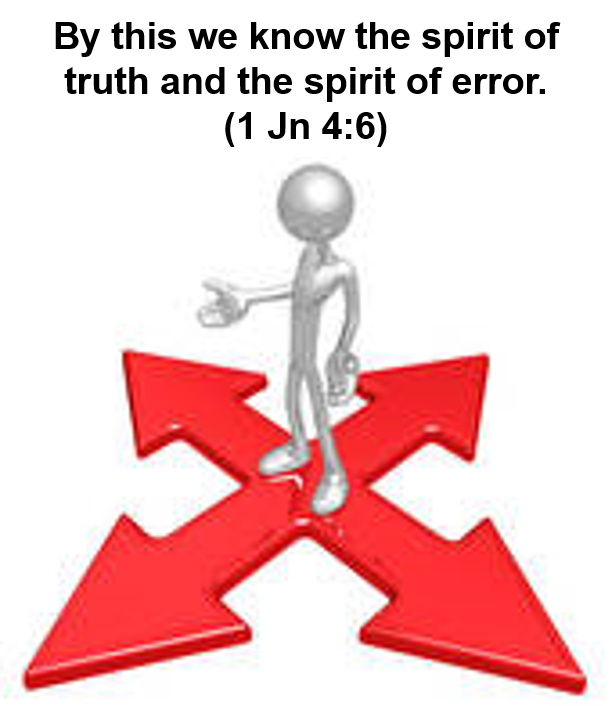 By this we know the spirit of
truth and the spirit of error.
(1 Jn 4:6)